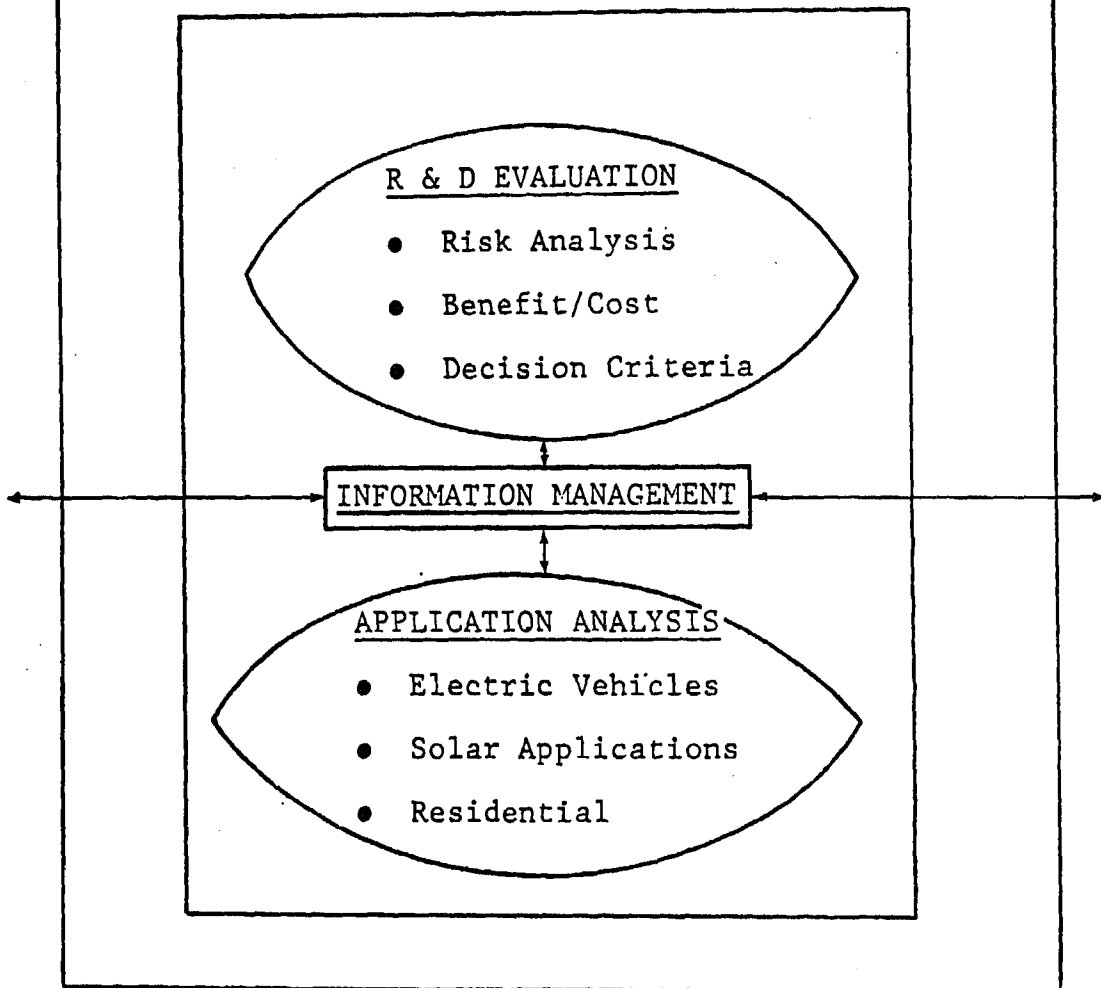 R & D EVALUATION
● Risk Analysis
● Benefit/Cost
● Decision Criteria
INFORMATION MANAGEMENT
APPLICATION ANALYSIS
● Electric Vehicles
● Solar Applications
● Residential